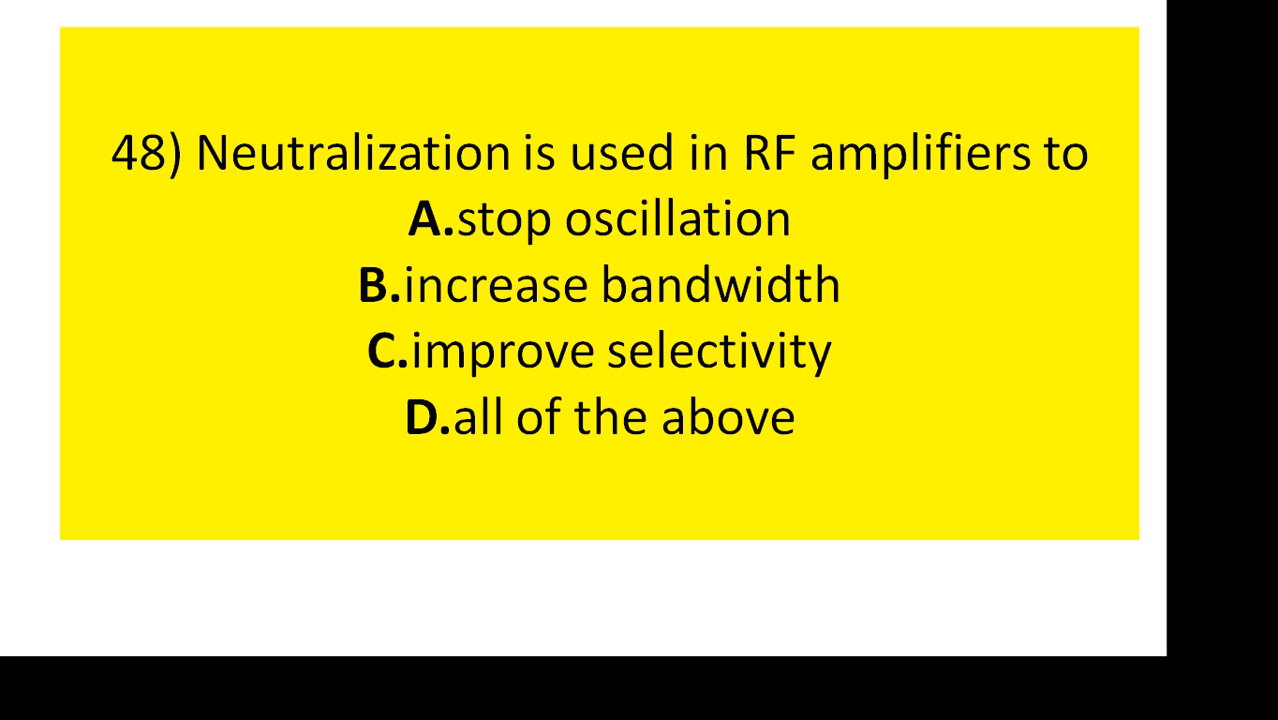 48) Neutralization is used in RF amplifiers to
A.stop oscillation
B.increase bandwidth
C.improve selectivity
D.all of the above